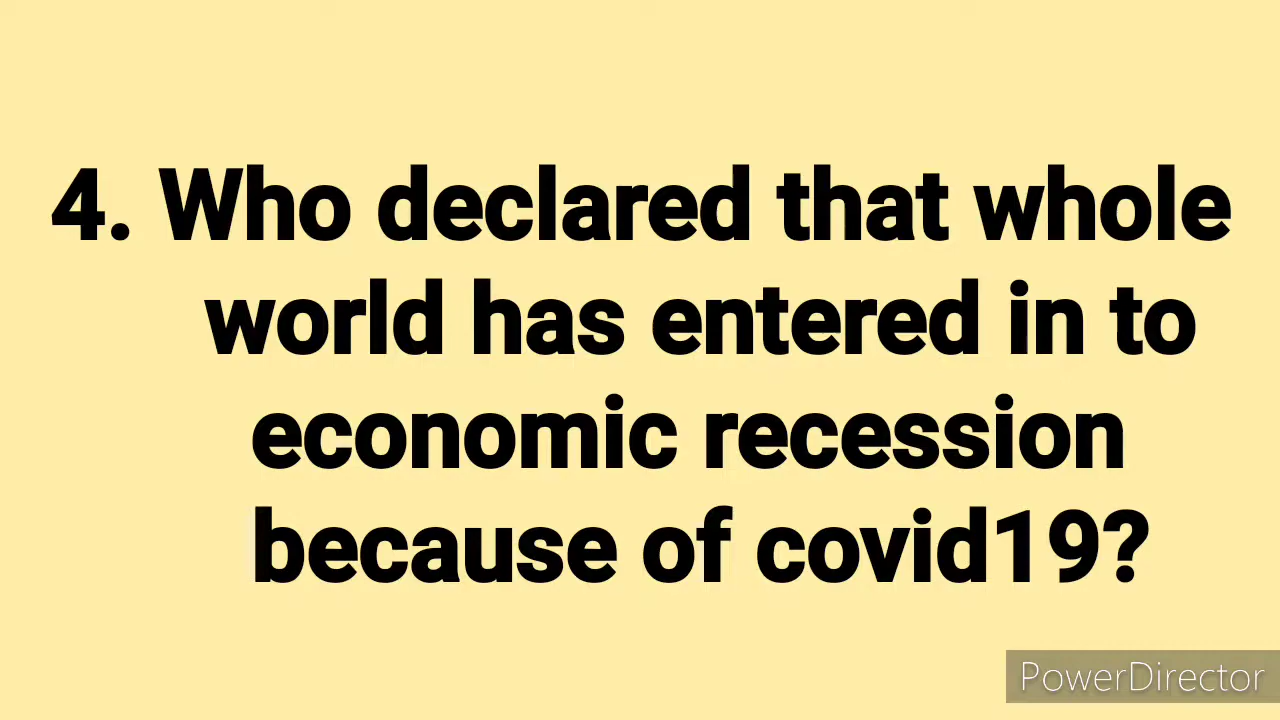 4. Who declared that whole
world has entered in to
economic recession
because of covid19?
PowerDirector